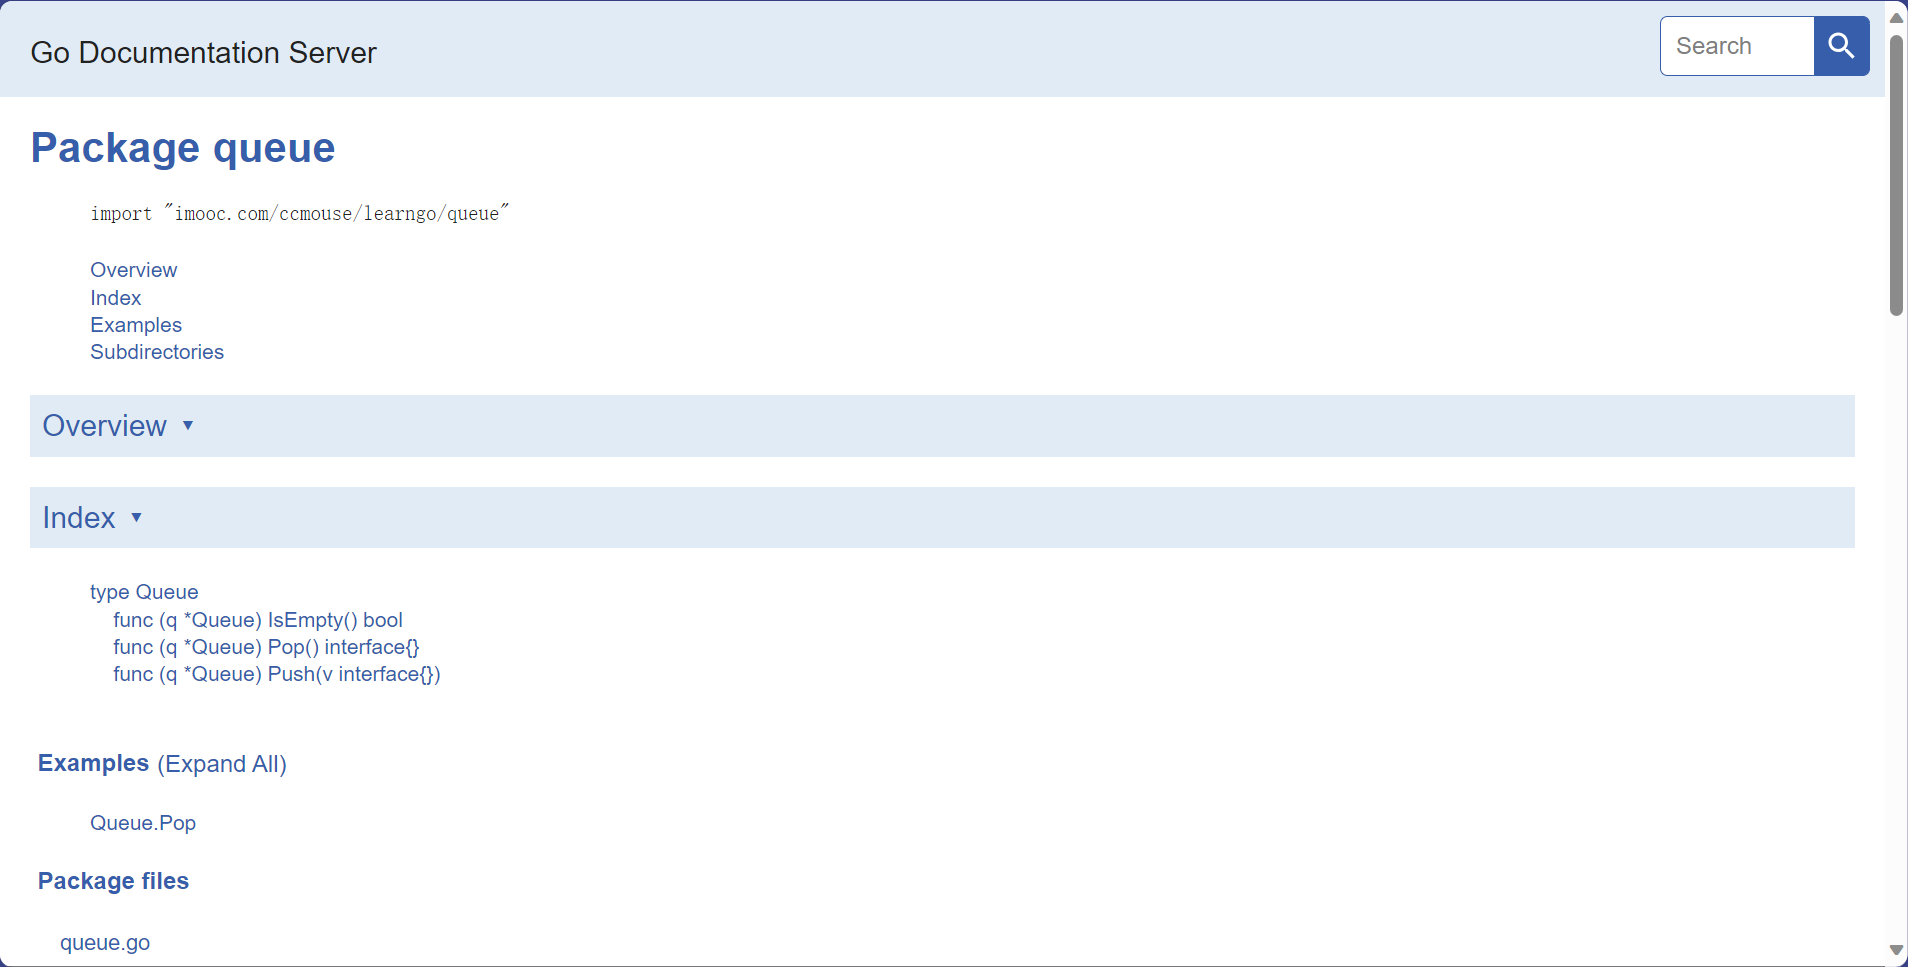 Go Documentation Server
Search
Package queue
import "imooc.com/ccmouse/learngo/queue"
Overview
Index
Examples
Subdirectories
Overview ▾
Index ▾
type Queue
func (q *Queue) IsEmpty() bool
func (q *Queue) Pop() interface{}
func (q *Queue) Push(v interface{})
Examples (Expand All)
Queue.Pop
Package files
queue.go